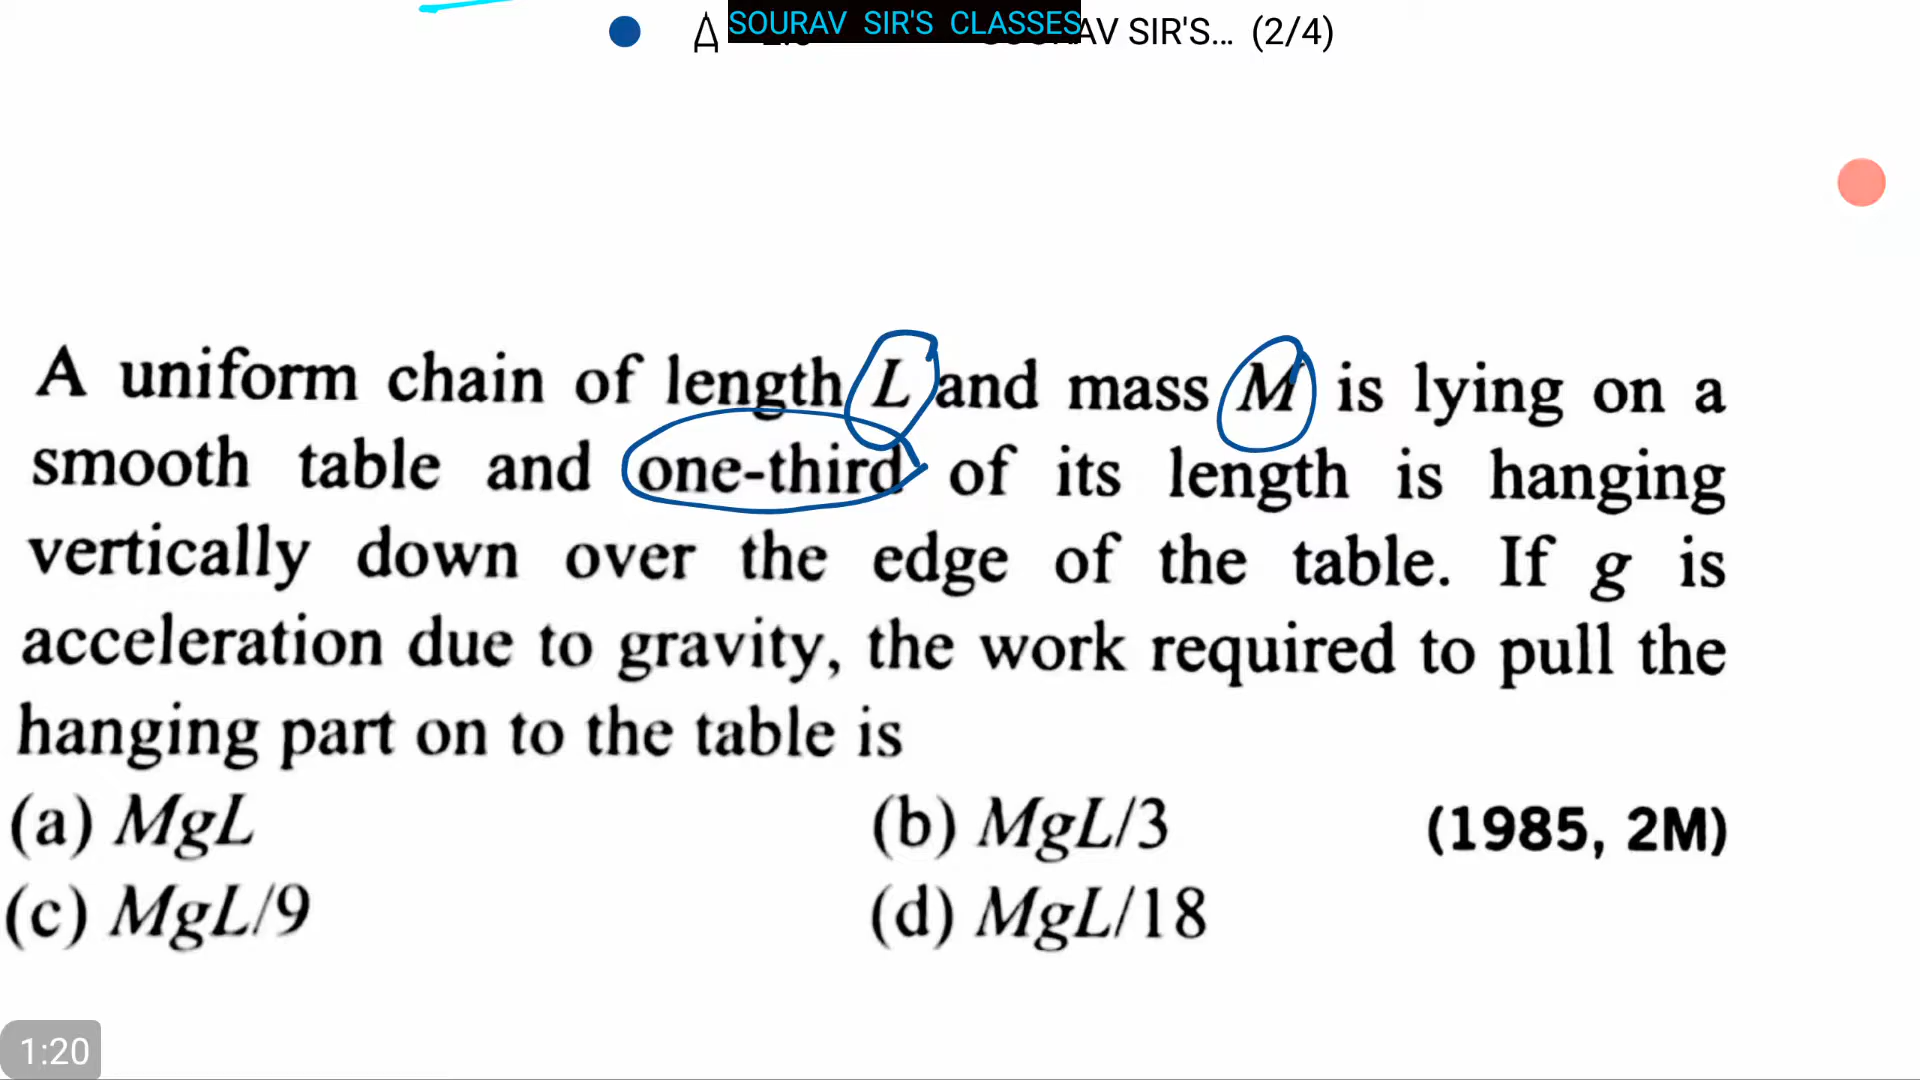 SOURAV SIR'S CLASSES AV SIR'S... (2/4)
A uniform chain of length L and mass M is lying on a
smooth table and one-third of its length is hanging
vertically down over the edge of the table. If g is
acceleration due to gravity, the work required to pull the
hanging part on to the table is
(a) MgL (b) MgL/3 (1985, 2M)
(c) MgL/9 (d) MgL/18
1:20